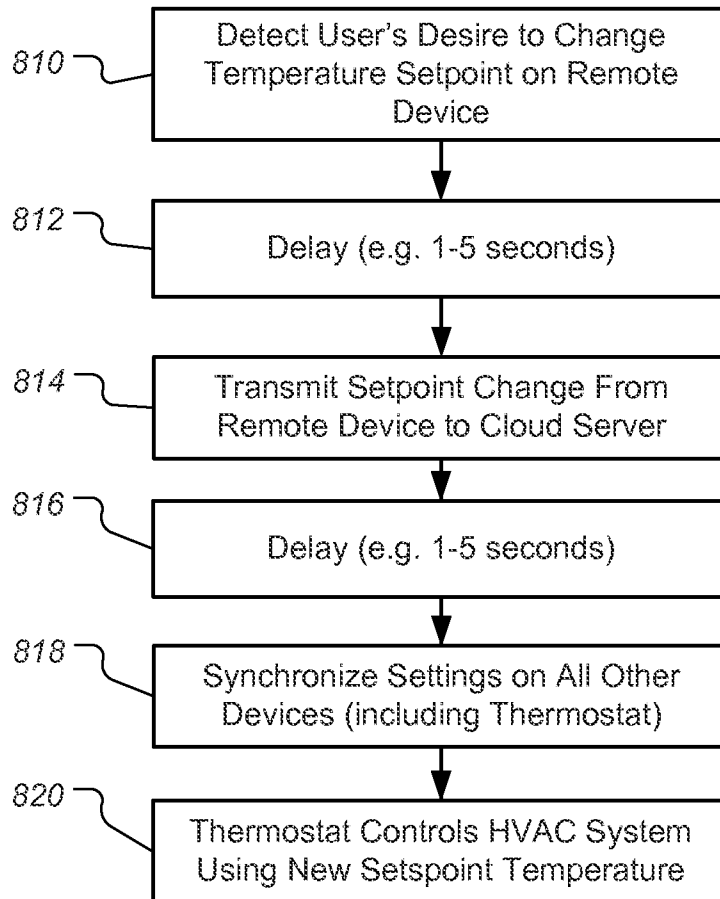 810
Detect User's Desire to Change
Temperature Setpoint on Remote
Device
812
Delay (e.g. 1-5 seconds)
814
Transmit Setpoint Change From
Remote Device to Cloud Server
816
Delay (e.g. 1-5 seconds)
818
Synchronize Settings on All Other
Devices (including Thermostat)
820
Thermostat Controls HVAC System
Using New Setspoint Temperature